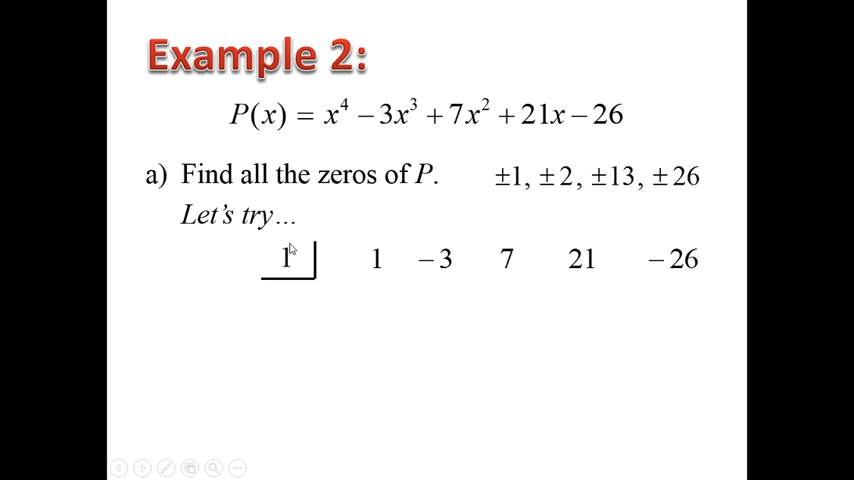 Example 2:
P(x) = x⁴ − 3x³ + 7x² + 21x − 26
a) Find all the zeros of P. ±1, ±2, ±13, ±26
Let's try…
1 1 −3 7 21 −26